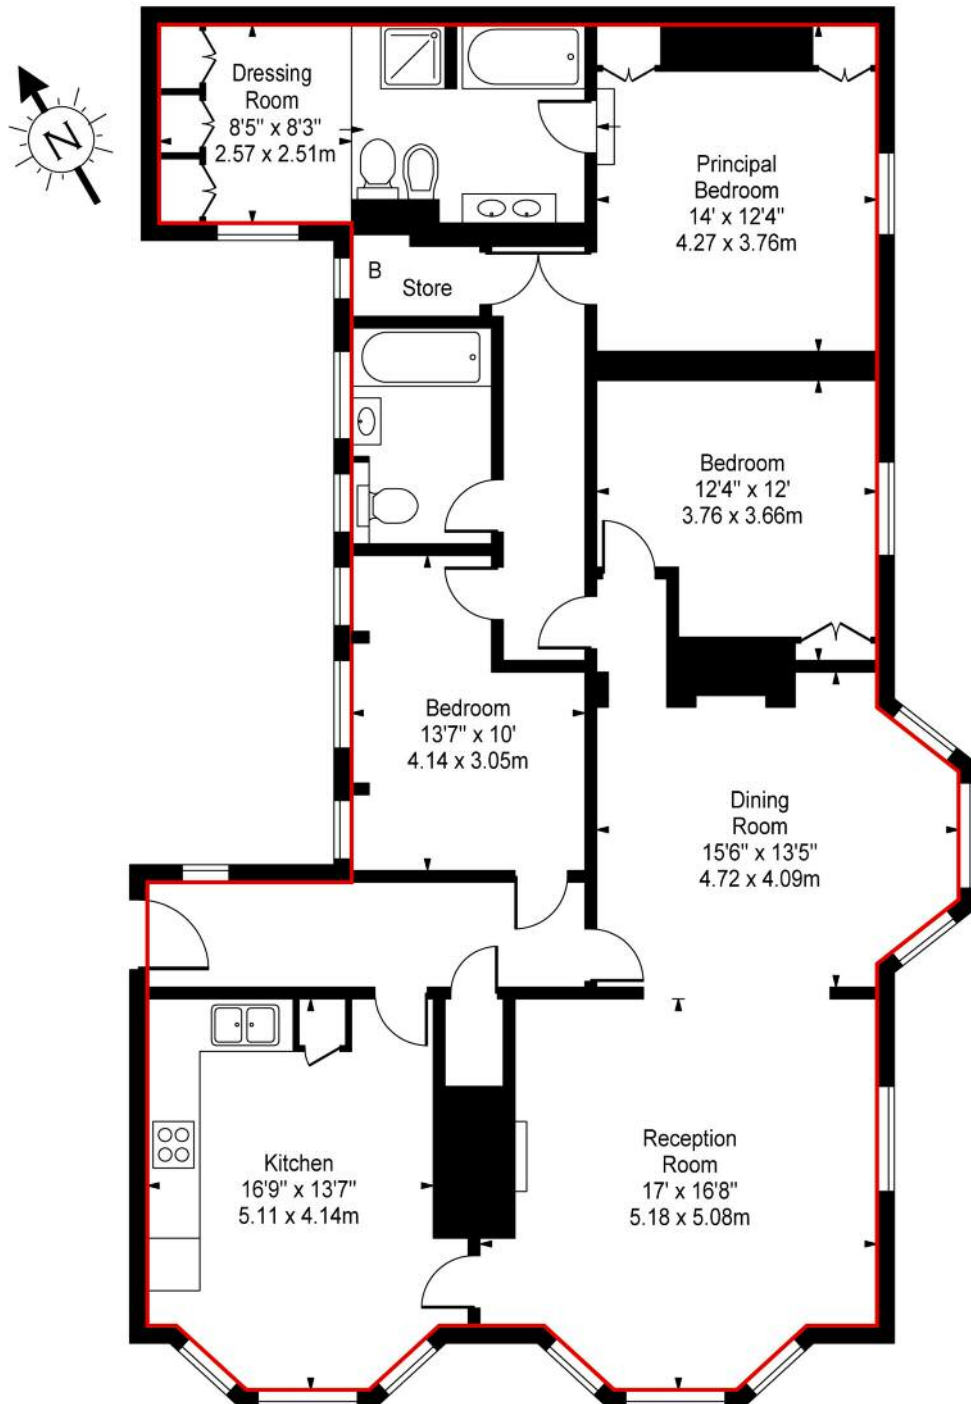 Dressing
Room
8'5" x 8'3"
2.57 x 2.51m
N
Principal
Bedroom
14' x 12'4"
4.27 x 3.76m
B
Store
Bedroom
12'4" x 12'
3.76 x 3.66m
Bedroom
13'7" x 10'
4.14 x 3.05m
Dining
Room
15'6" x 13'5"
4.72 x 4.09m
Kitchen
16'9" x 13'7"
5.11 x 4.14m
Reception
Room
17' x 16'8"
5.18 x 5.08m